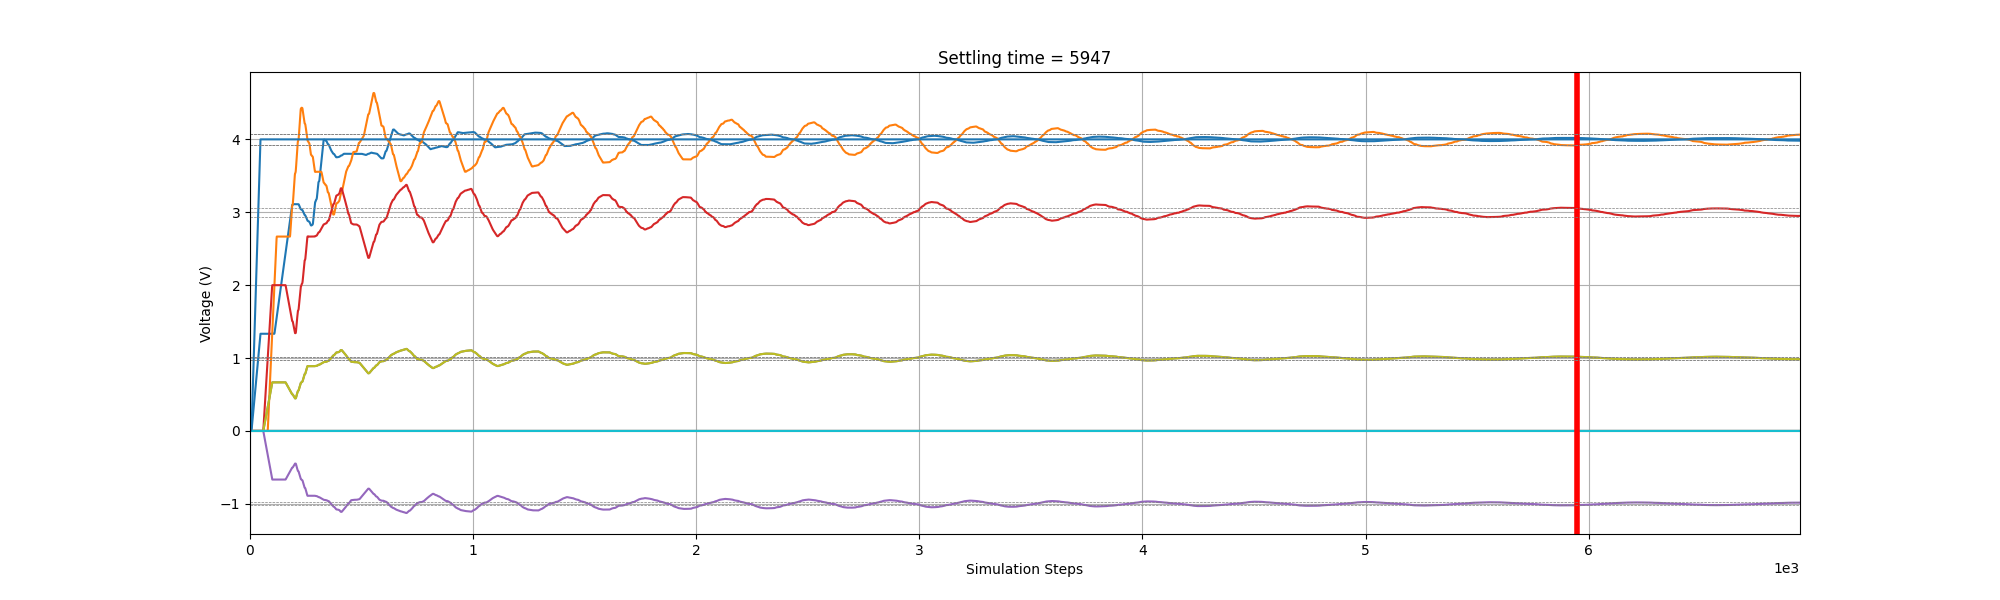 Settling time = 5947
Voltage (V)
4
3
2
1
0
−1
0 1 2 3 4 5 6
Simulation Steps
1e3